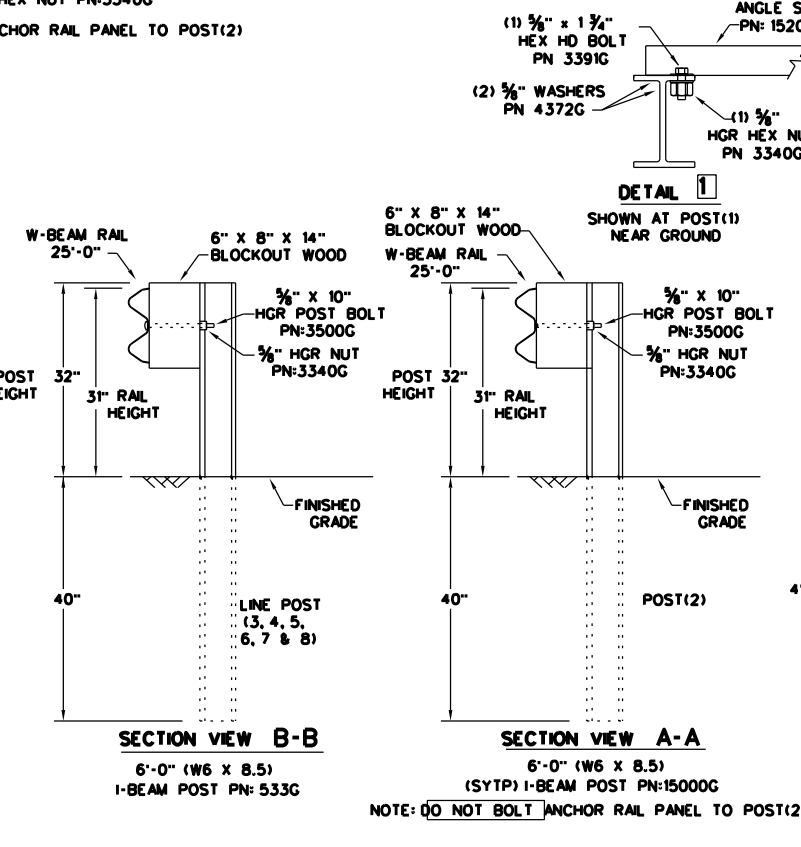 HEX NUT PN:3340G
CHOR RAIL PANEL TO POST(2)
(1) ⅝" x 1 ¾"
HEX HD BOLT
PN 3391G
ANGLE S
PN: 152G
(2) ⅝" WASHERS
PN 4372G
(1) ⅝"
HGR HEX NU
PN 3340G
DETAIL 1
SHOWN AT POST(1)
NEAR GROUND
W-BEAM RAIL
25'-0"
6" X 8" X 14"
BLOCKOUT WOOD
⅝" X 10"
HGR POST BOLT
PN:3500G
⅝" HGR NUT
PN:3340G
POST
EIGHT
32"
31" RAIL
HEIGHT
FINISHED
GRADE
40"
LINE POST
(3, 4, 5,
6, 7 & 8)
SECTION VIEW B-B
6'-0" (W6 X 8.5)
I-BEAM POST PN: 533G
6" X 8" X 14"
BLOCKOUT WOOD
W-BEAM RAIL
25'-0"
⅝" X 10"
HGR POST BOLT
PN:3500G
⅝" HGR NUT
PN:3340G
POST
HEIGHT
32"
31" RAIL
HEIGHT
FINISHED
GRADE
40"
POST(2)
4
SECTION VIEW A-A
6'-0" (W6 X 8.5)
(SYTP) I-BEAM POST PN:15000G
NOTE: DO NOT BOLT ANCHOR RAIL PANEL TO POST(2